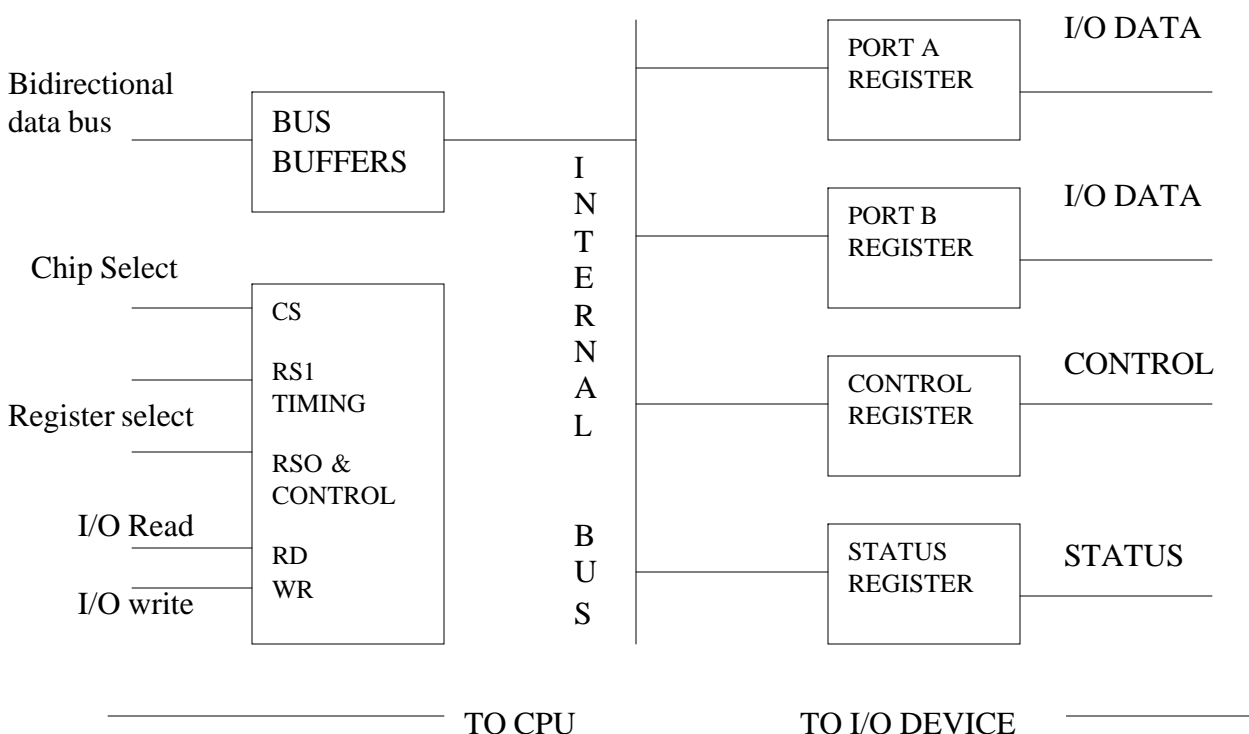 Bidirectional
data bus
BUS
BUFFERS
Chip Select
CS
RS1
TIMING
Register select
RSO &
CONTROL
I/O Read
RD
WR
I/O write
I
N
T
E
R
N
A
L
B
U
S
PORT A
REGISTER
I/O DATA
PORT B
REGISTER
I/O DATA
CONTROL
REGISTER
CONTROL
STATUS
REGISTER
STATUS
TO CPU
TO I/O DEVICE